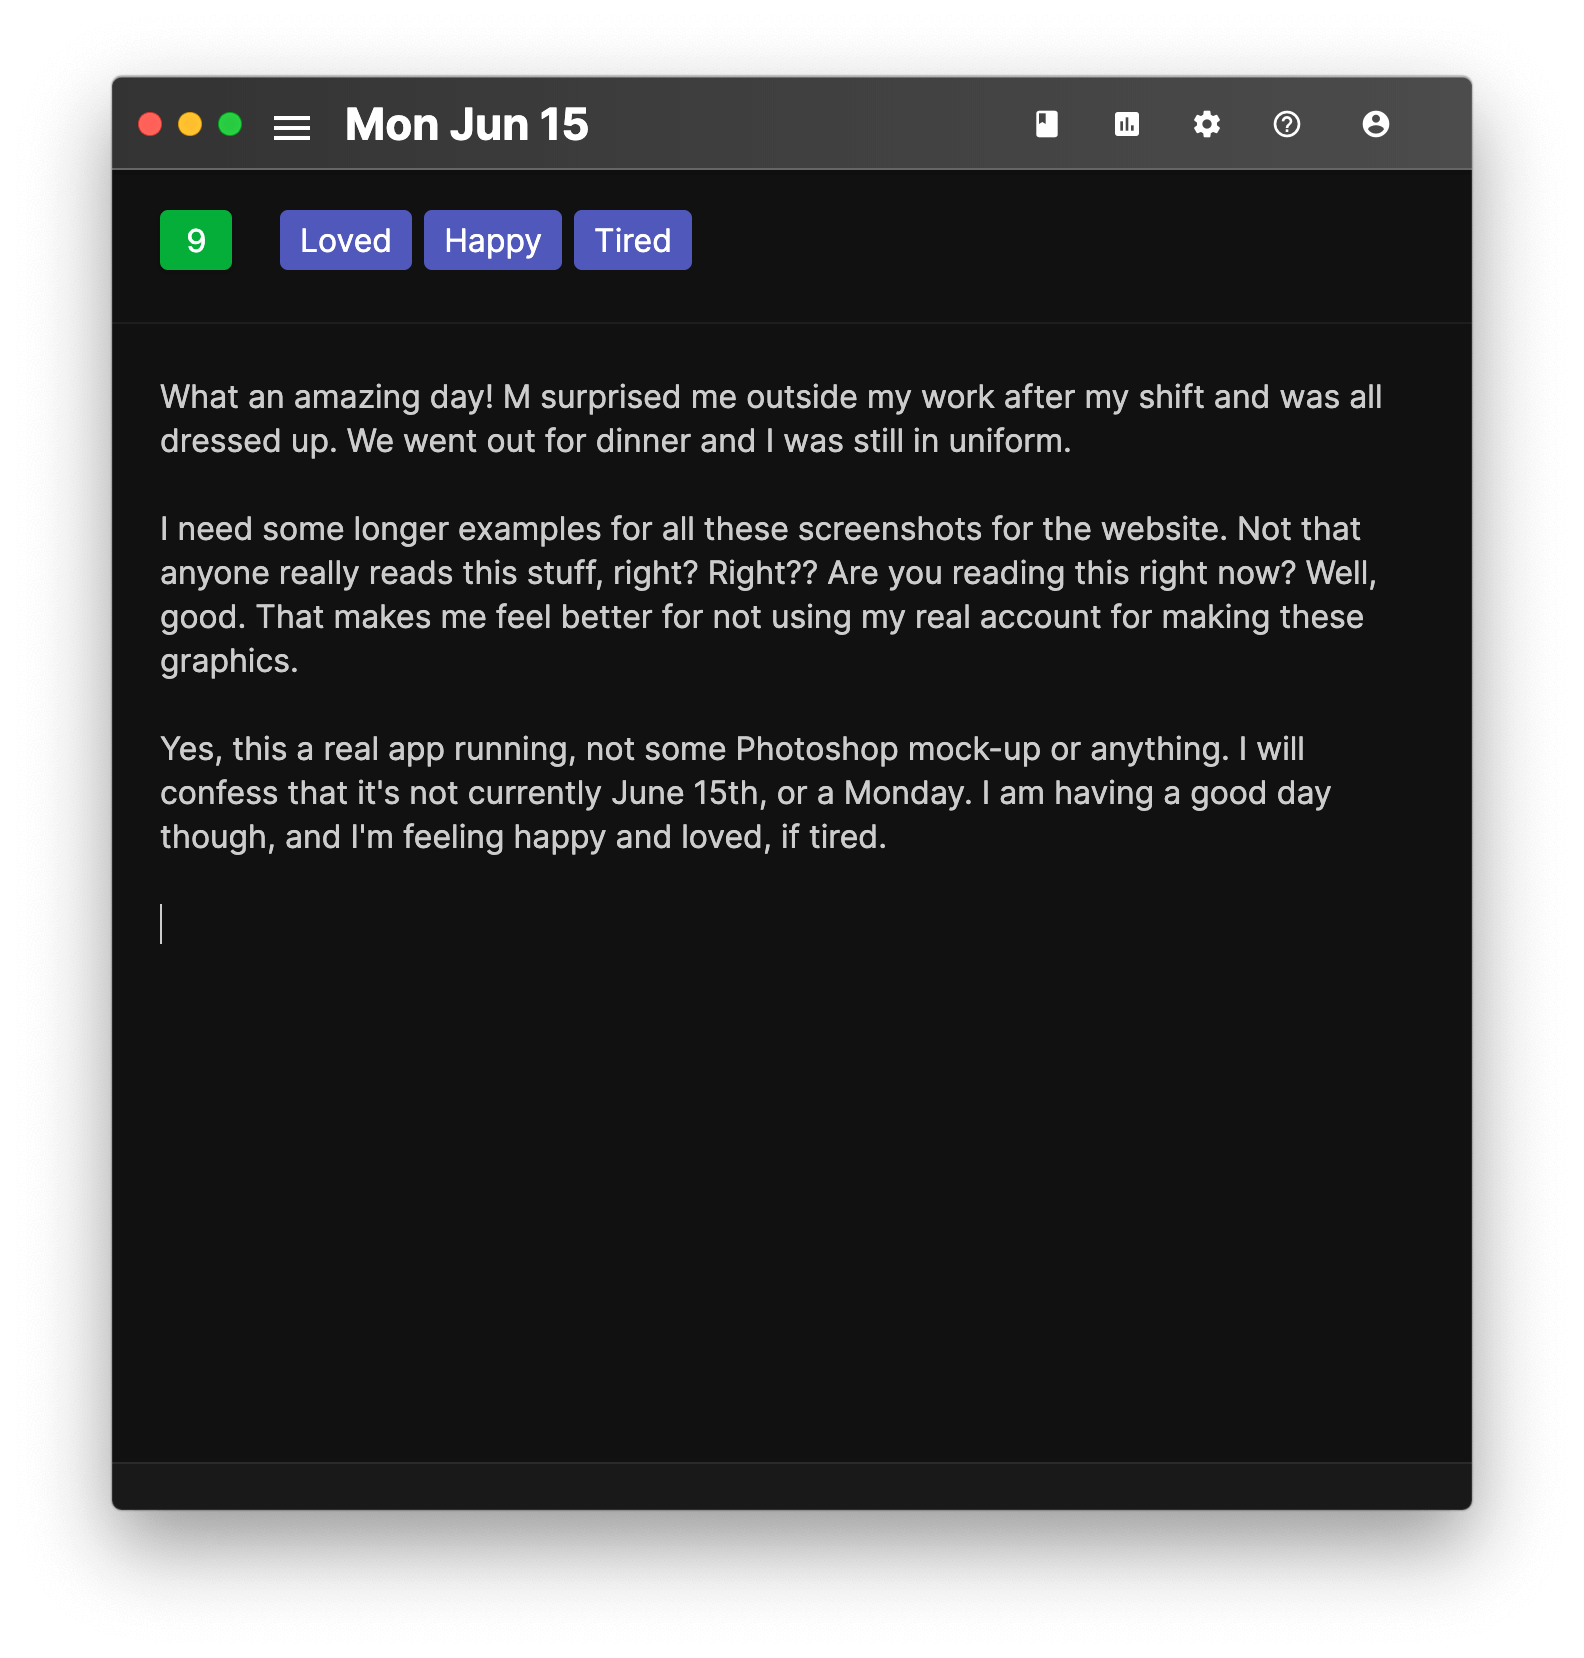 Mon Jun 15
9 Loved Happy Tired
What an amazing day! M surprised me outside my work after my shift and was all
dressed up. We went out for dinner and I was still in uniform.
I need some longer examples for all these screenshots for the website. Not that
anyone really reads this stuff, right? Right?? Are you reading this right now? Well,
good. That makes me feel better for not using my real account for making these
graphics.
Yes, this a real app running, not some Photoshop mock-up or anything. I will
confess that it's not currently June 15th, or a Monday. I am having a good day
though, and I'm feeling happy and loved, if tired.